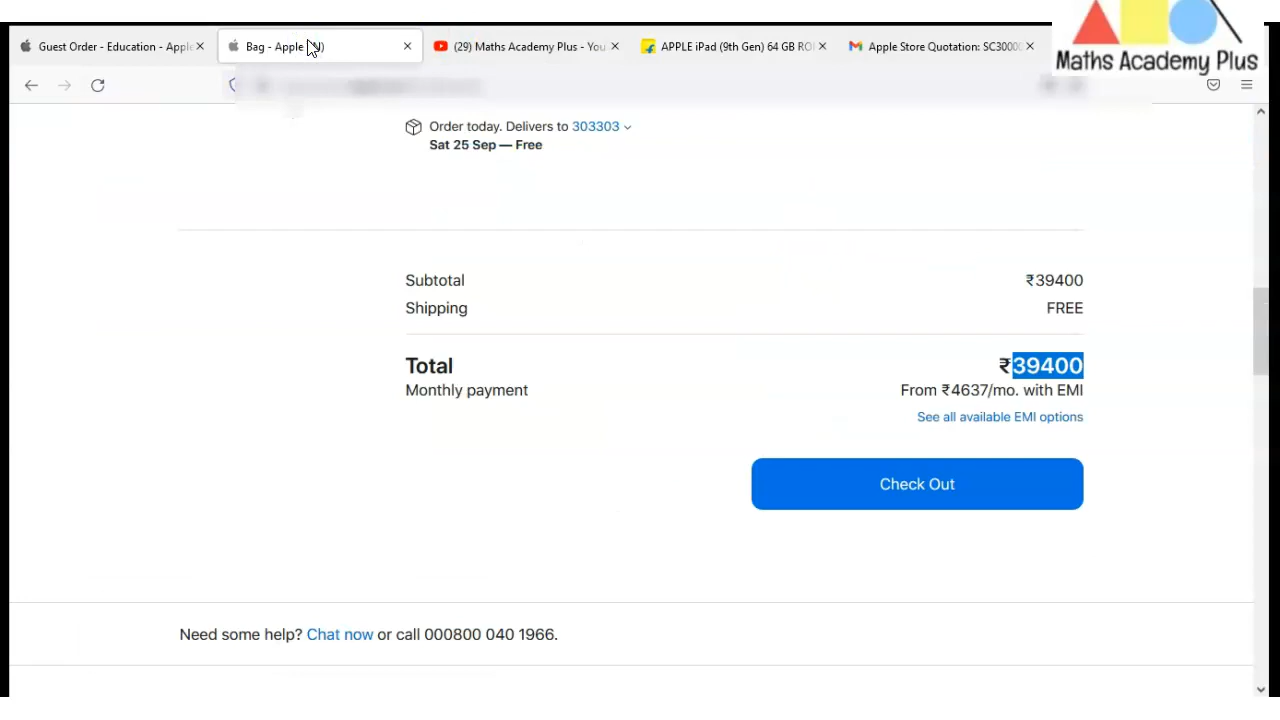 Maths Academy Plus
Guest Order - Education - Apple
Bag - Apple
(29) Maths Academy Plus - You
APPLE iPad (9th Gen) 64 GB RO
Apple Store Quotation: SC3000
Order today. Delivers to 303303
Sat 25 Sep — Free
Subtotal ₹39400
Shipping FREE
Total ₹39400
Monthly payment From ₹4637/mo. with EMI
See all available EMI options
Check Out
Need some help? Chat now or call 000800 040 1966.